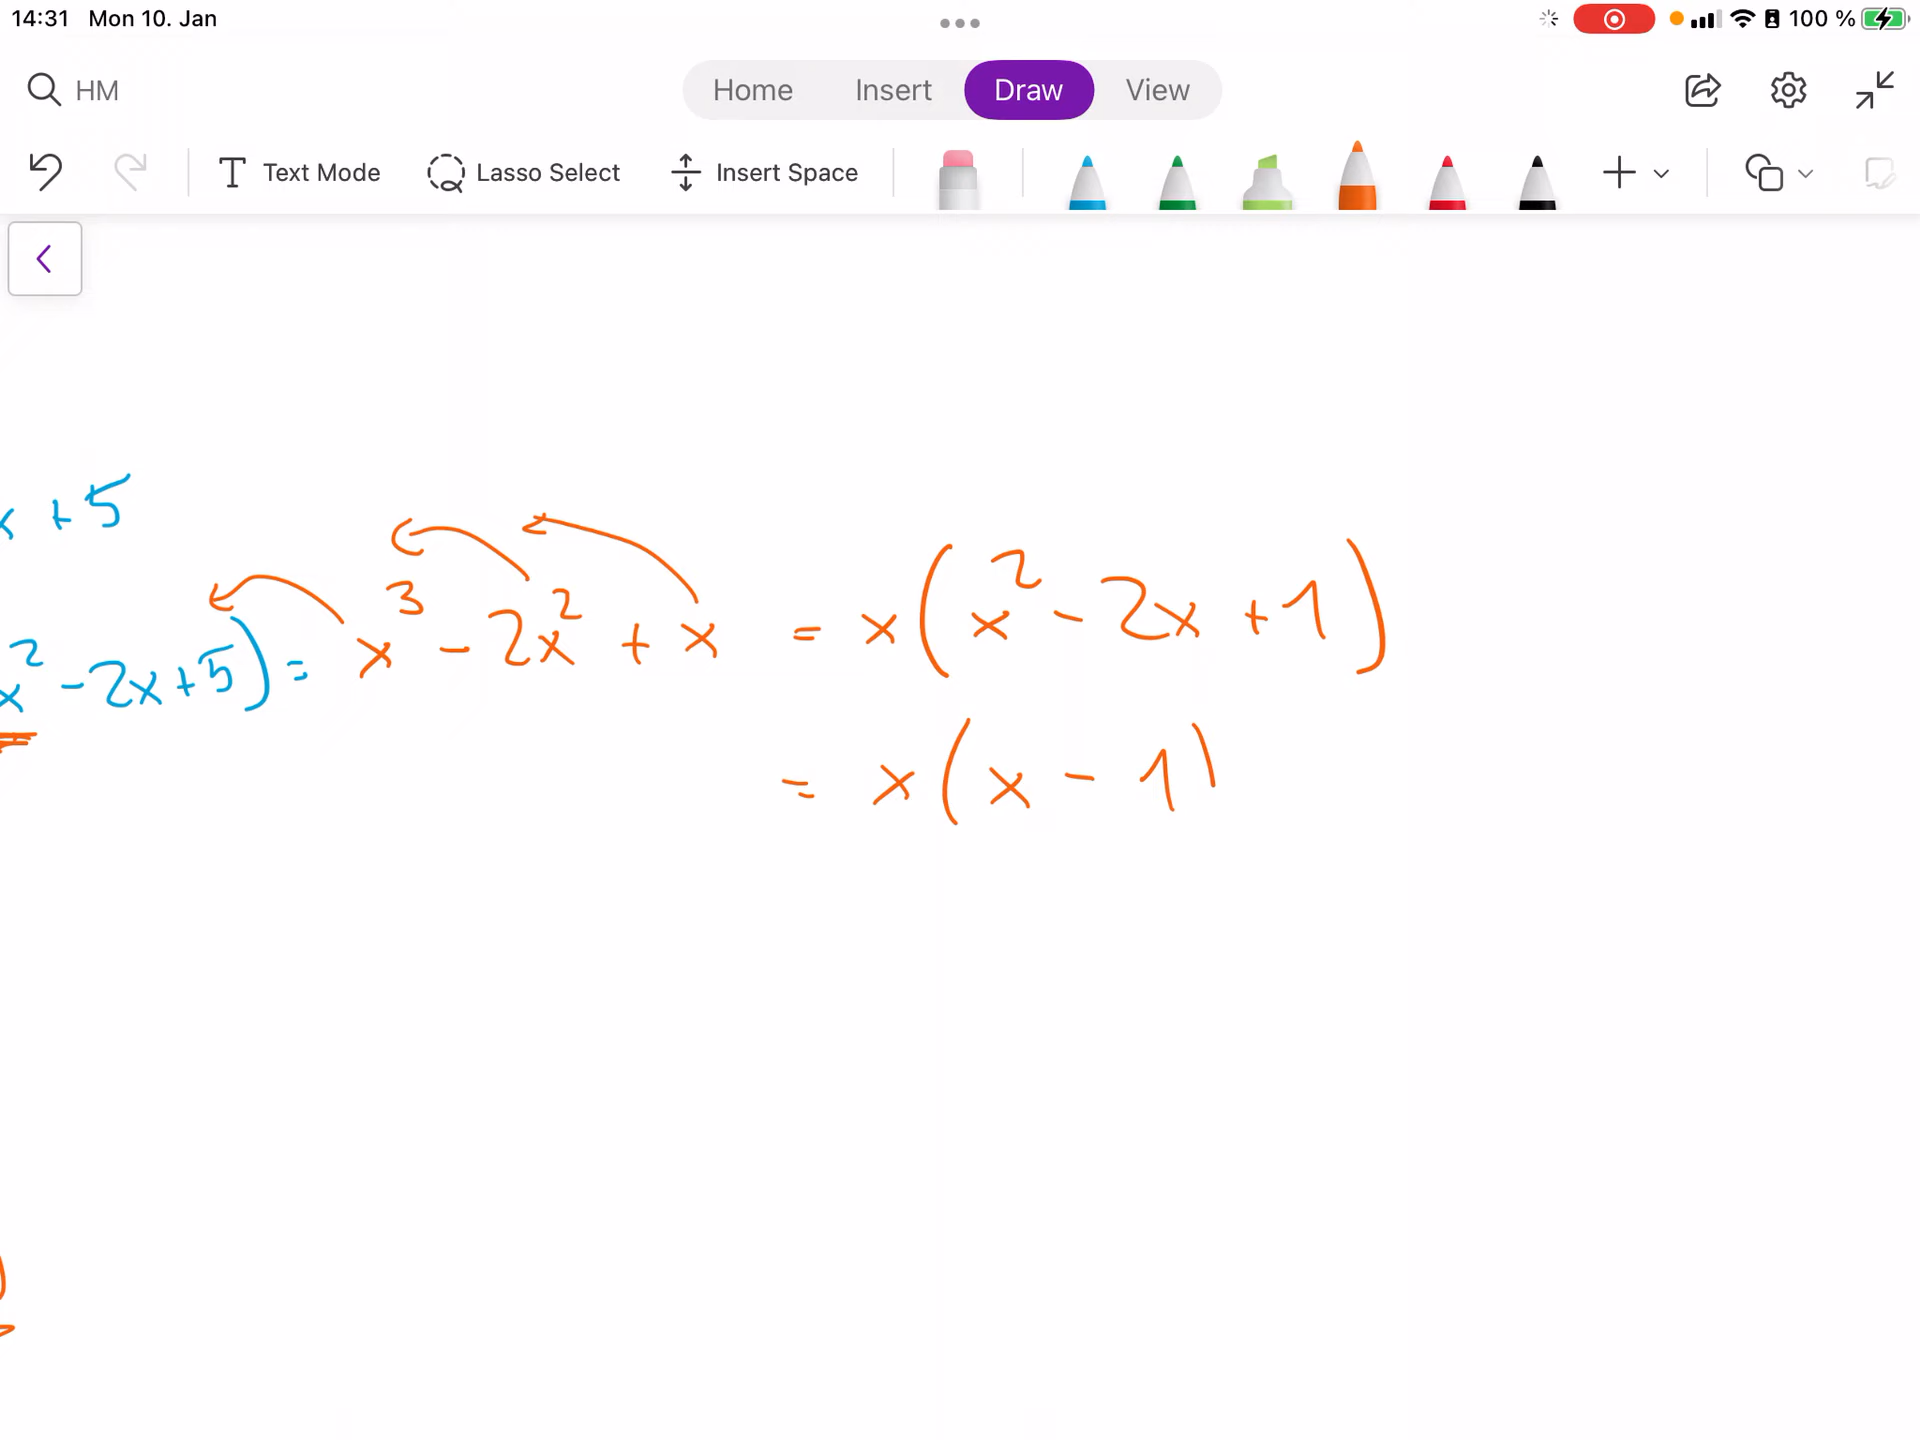 14:31 Mon 10. Jan 100 %
HM Home Insert Draw View
T Text Mode Lasso Select Insert Space
x + 5
x² - 2x + 5) = x³ - 2x² + x = x(x² - 2x + 1)
= x(x - 1)